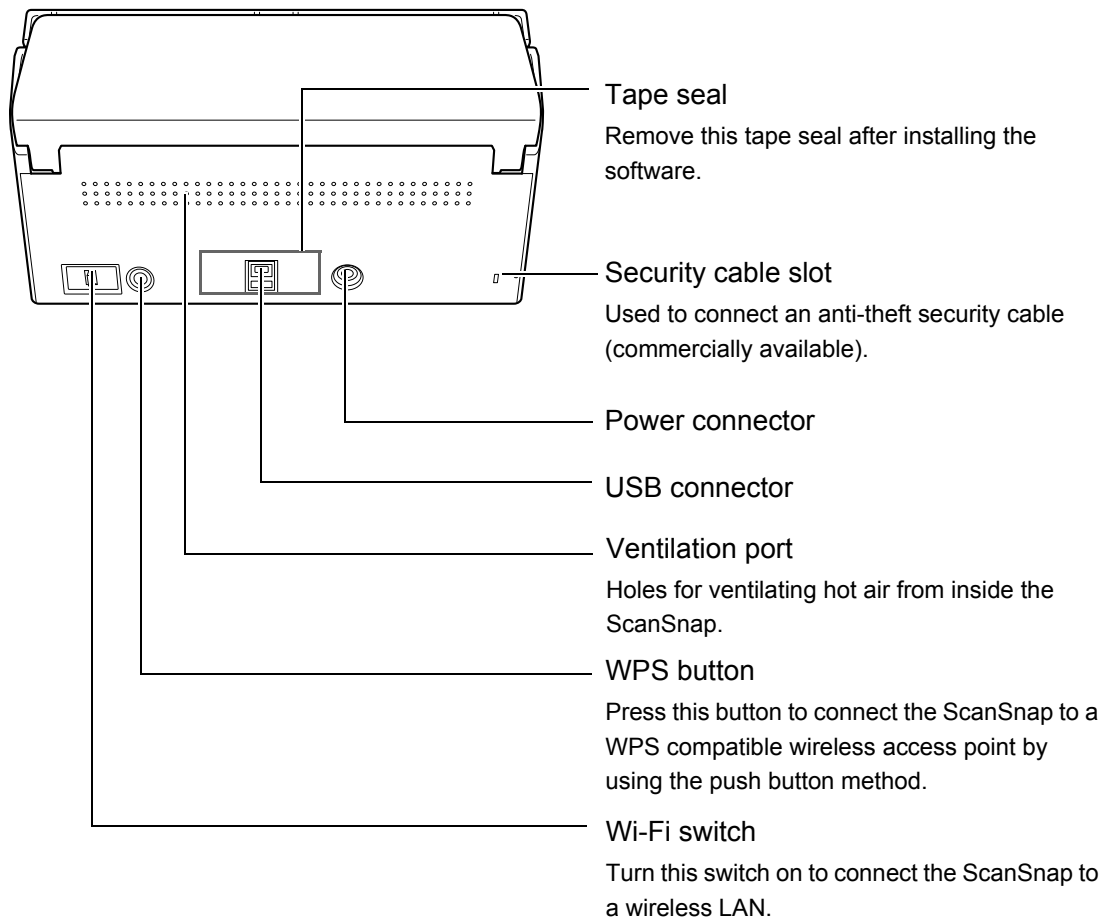 Tape seal
Remove this tape seal after installing the
software.
Security cable slot
Used to connect an anti-theft security cable
(commercially available).
Power connector
USB connector
Ventilation port
Holes for ventilating hot air from inside the
ScanSnap.
WPS button
Press this button to connect the ScanSnap to a
WPS compatible wireless access point by
using the push button method.
Wi-Fi switch
Turn this switch on to connect the ScanSnap to
a wireless LAN.